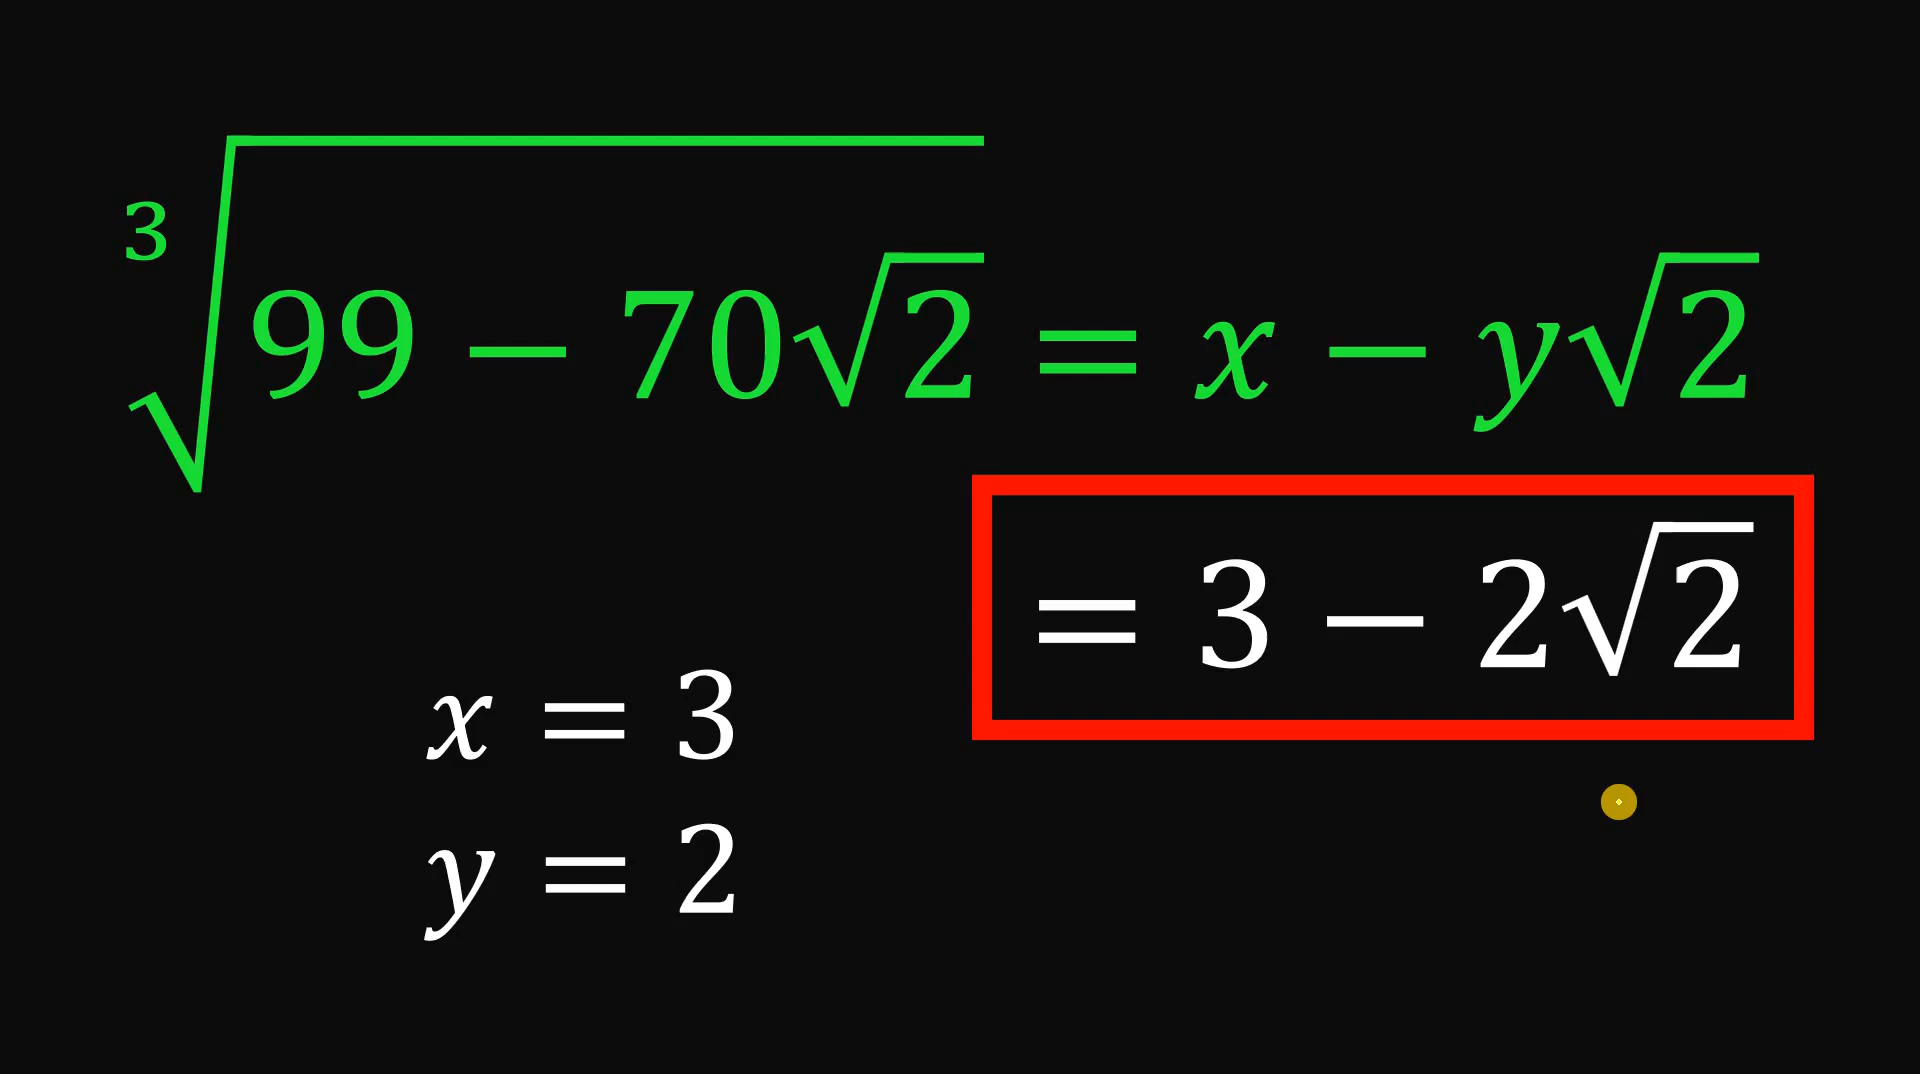 ∛(99 − 70√2) = x − y√2
= 3 − 2√2
x = 3
y = 2